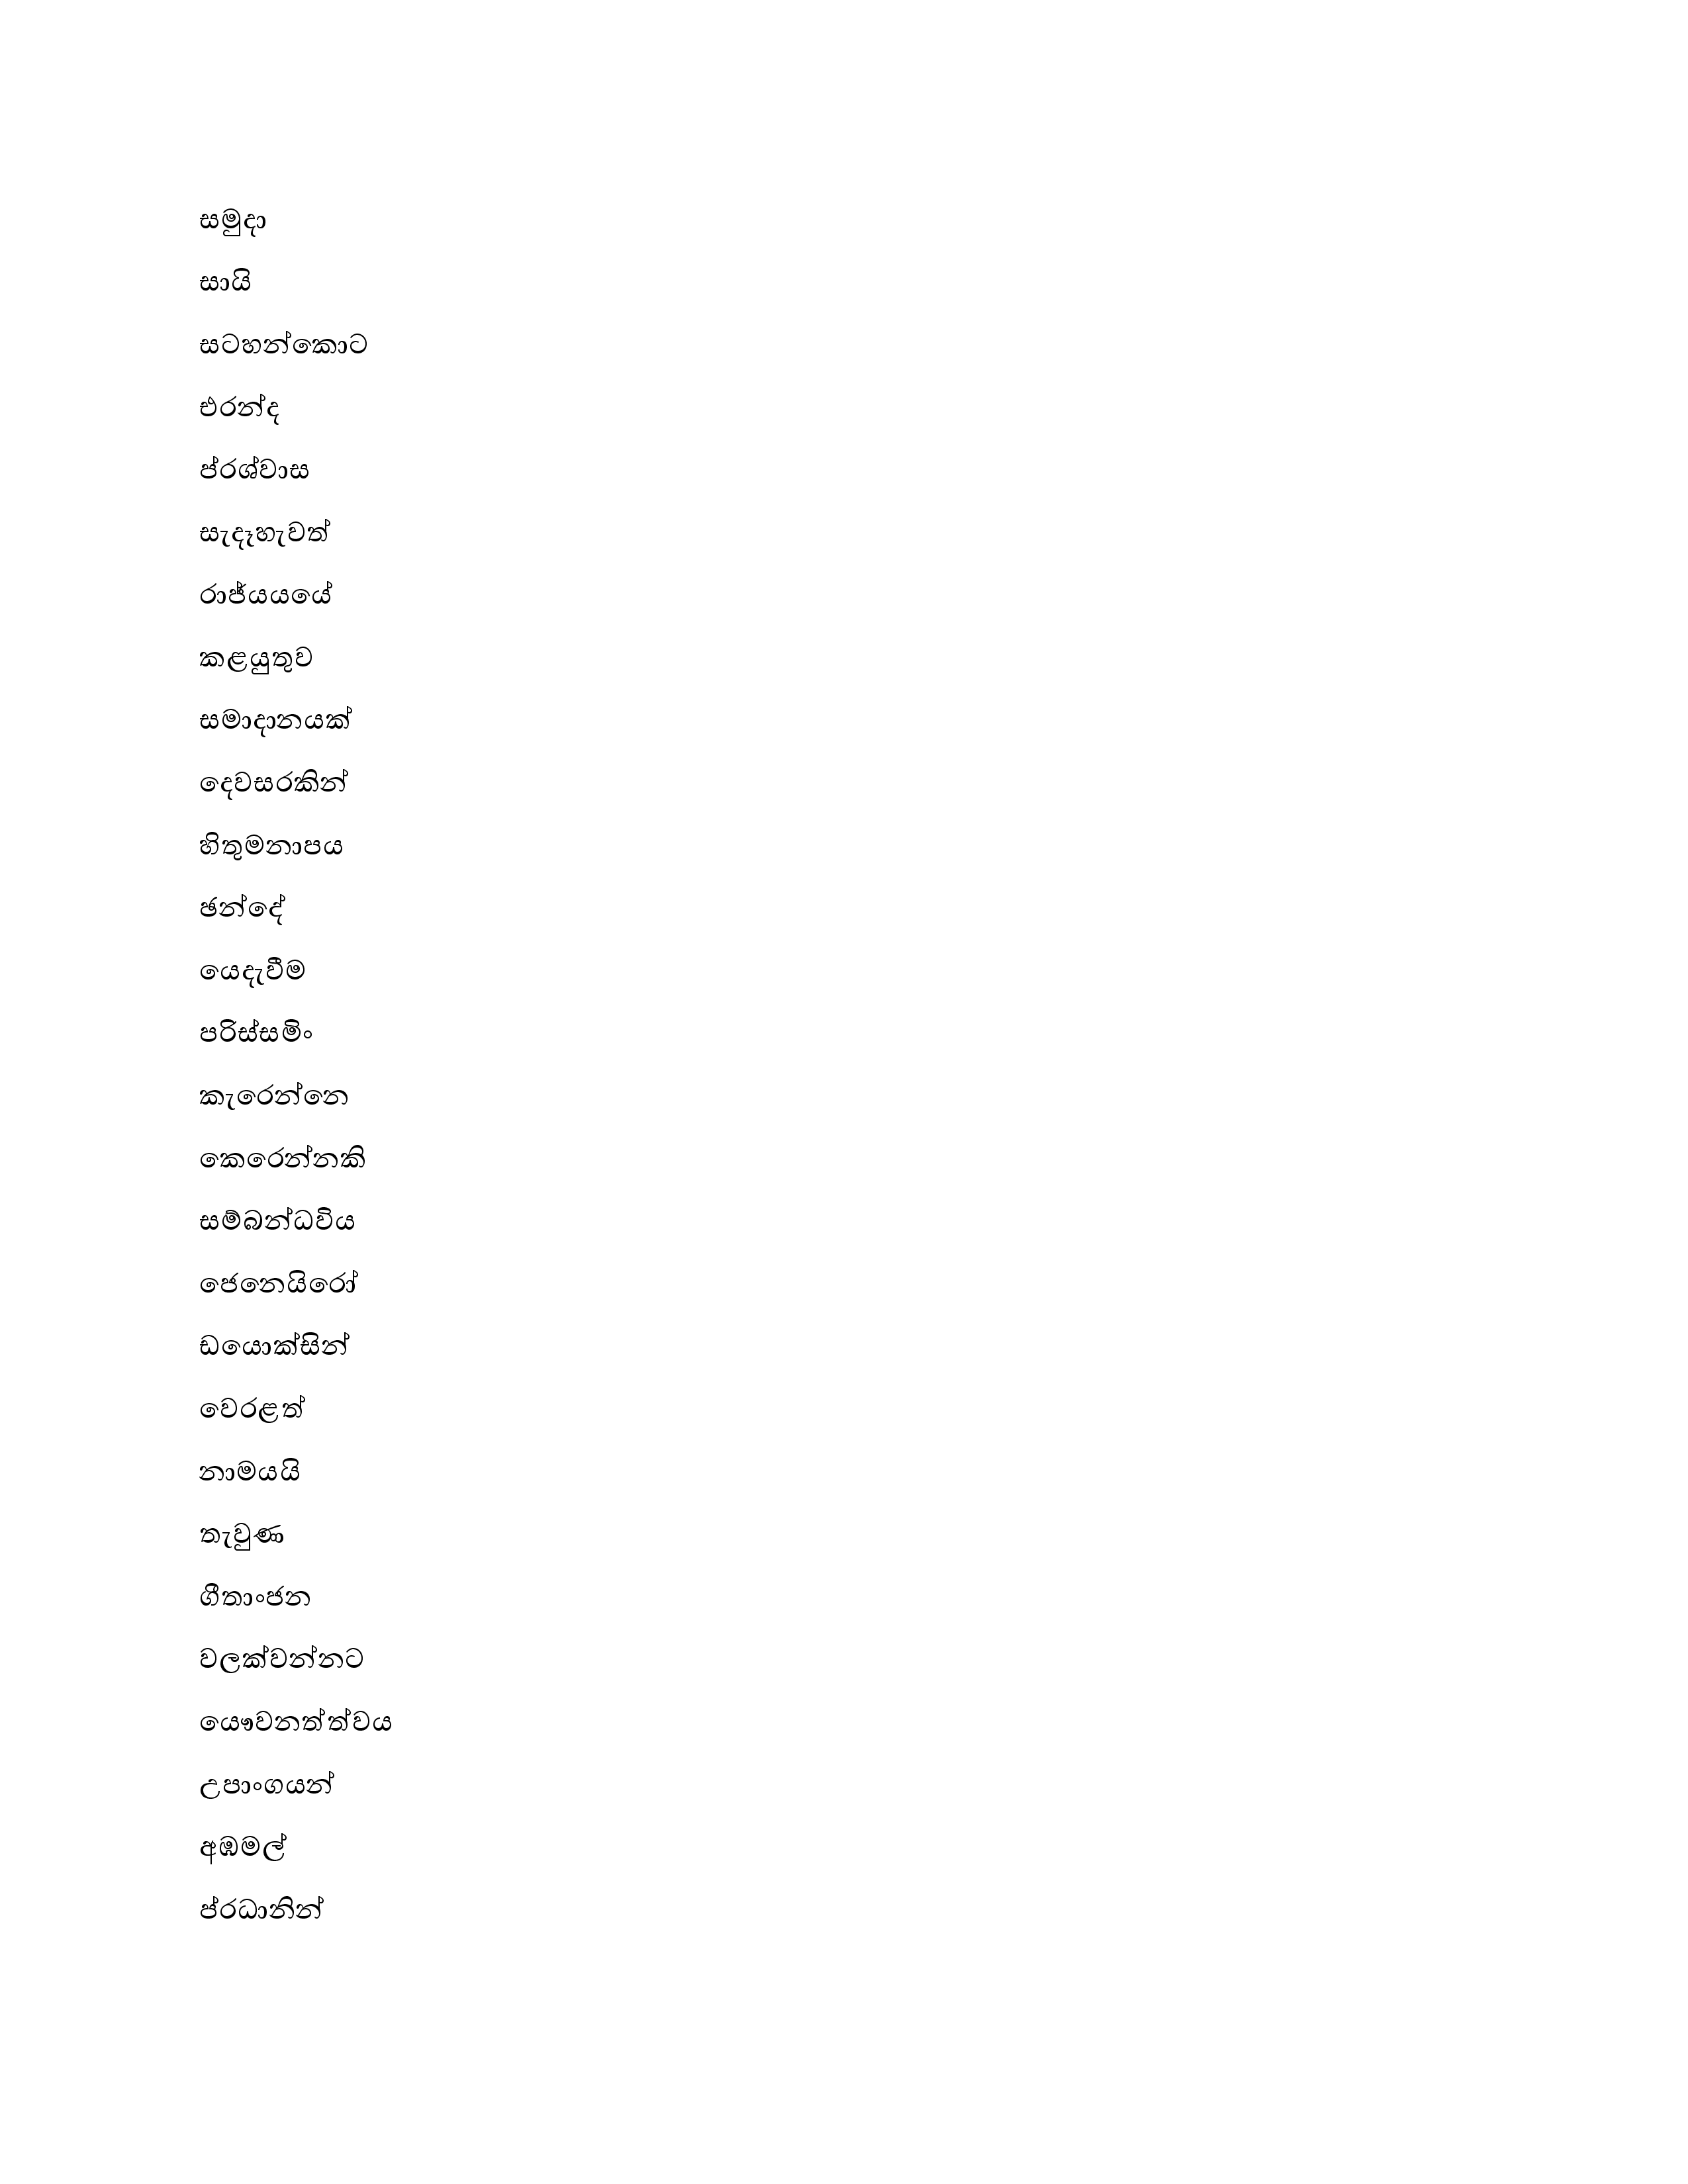 සමුදා
සායි
සටහන්කොට
එරන්ද
ප්රශ්වාස
සැදෑහැවත්
රාජ්යයයේ
කළයුතුව
සමාදානයක්
දෙවසරකින්
හිතුමනාපය
ඡන්දේ
යෙදැවීම
පරිස්සමිං
කැරෙන්නෙ
කෙරෙන්නකි
සම්බන්ධවිය
ජෙනෙයිරෝ
ඩයොක්සින්
වෙරළත්
නාමයයි
තැවුණ
ගීතාංජන
වලක්වන්නට
යෞවනත්ත්වය
උපාංගයන්
අඹමල්
ප්රධානින්